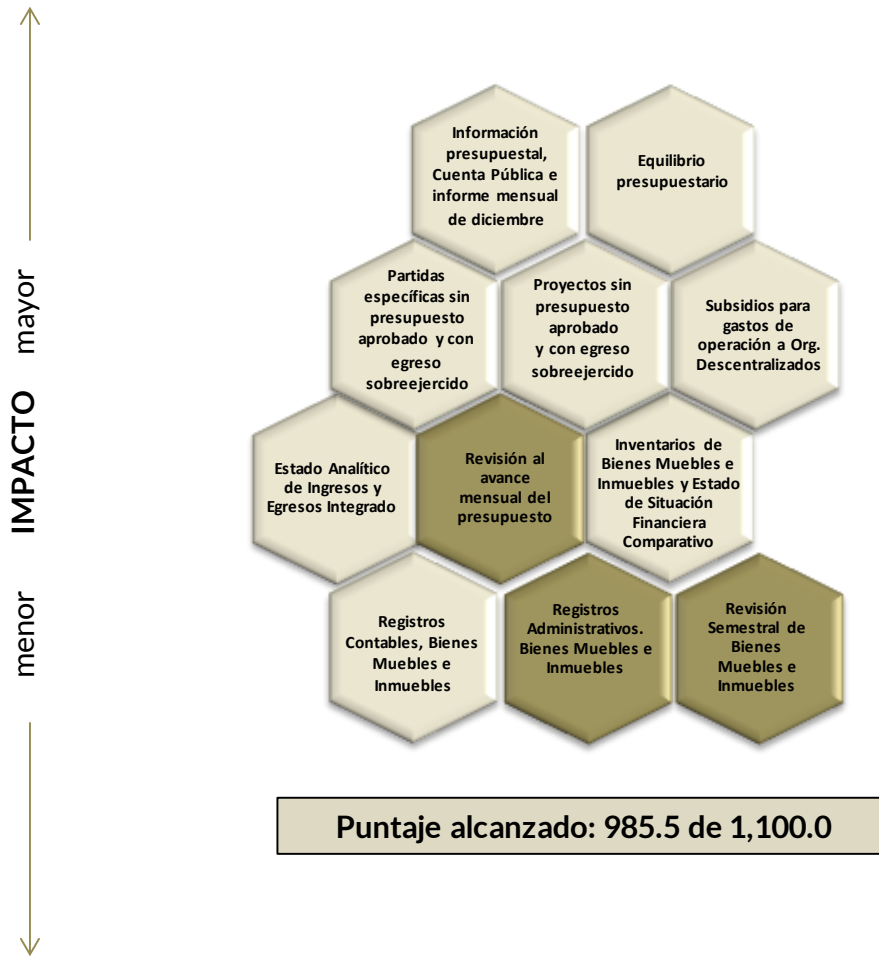 mayor
IMPACTO
menor
Información
presupuestal,
Cuenta Pública e
informe mensual
de diciembre
Equilibrio
presupuestario
Partidas
específicas sin
presupuesto
aprobado y con
egreso
sobreejercido
Proyectos sin
presupuesto
aprobado
y con egreso
sobreejercido
Subsidios para
gastos de
operación a Org.
Descentralizados
Estado Analítico
de Ingresos y
Egresos Integrado
Revisión al
avance
mensual del
presupuesto
Inventarios de
Bienes Muebles e
Inmuebles y Estado
de Situación
Financiera
Comparativo
Registros
Contables, Bienes
Muebles e
Inmuebles
Registros
Administrativos.
Bienes Muebles e
Inmuebles
Revisión
Semestral de
Bienes
Muebles e
Inmuebles
Puntaje alcanzado: 985.5 de 1,100.0